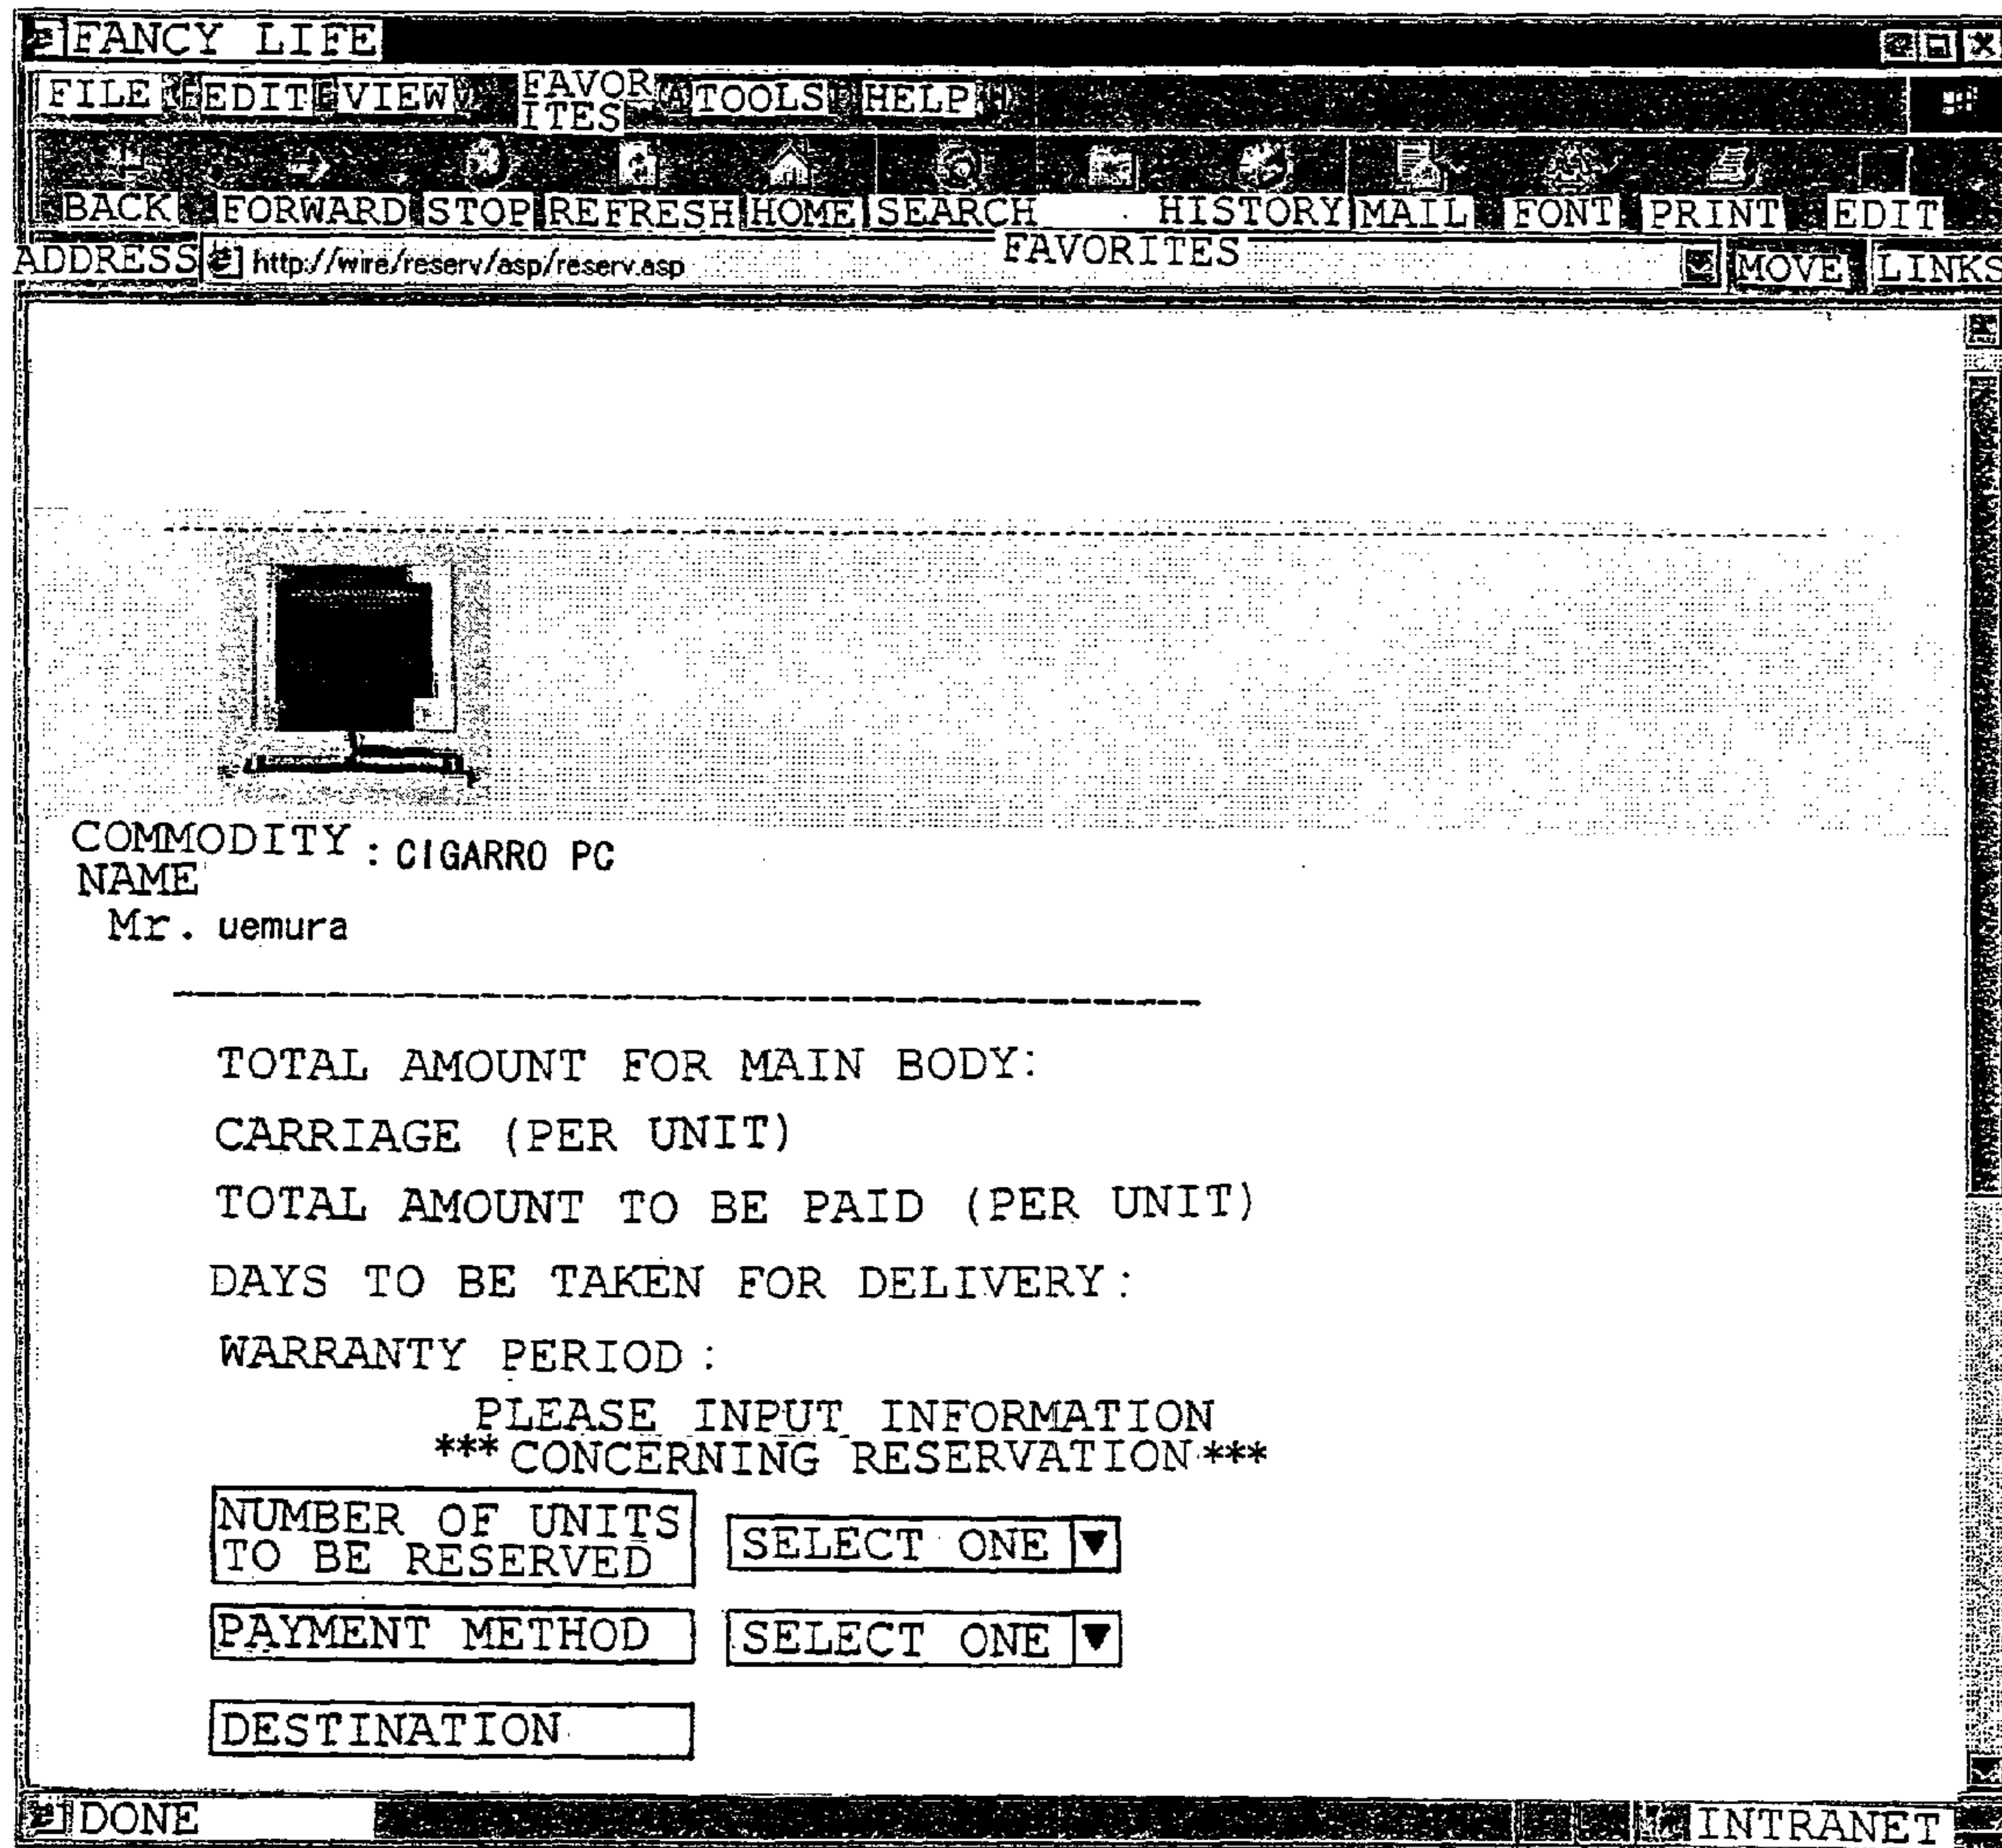 FANCY LIFE
FILE EDIT VIEW FAVOR
ITES TOOLS HELP
BACK FORWARD STOP REFRESH HOME SEARCH HISTORY MAIL FONT PRINT EDIT
FAVORITES
ADDRESS http://wire/reserv/asp/reserv.asp MOVE LINKS
COMMODITY : CIGARRO PC
NAME
Mr. uemura
TOTAL AMOUNT FOR MAIN BODY:
CARRIAGE (PER UNIT)
TOTAL AMOUNT TO BE PAID (PER UNIT)
DAYS TO BE TAKEN FOR DELIVERY:
WARRANTY PERIOD:
PLEASE INPUT INFORMATION
*** CONCERNING RESERVATION ***
NUMBER OF UNITS
TO BE RESERVED
SELECT ONE ▼
PAYMENT METHOD SELECT ONE ▼
DESTINATION
DONE INTRANET